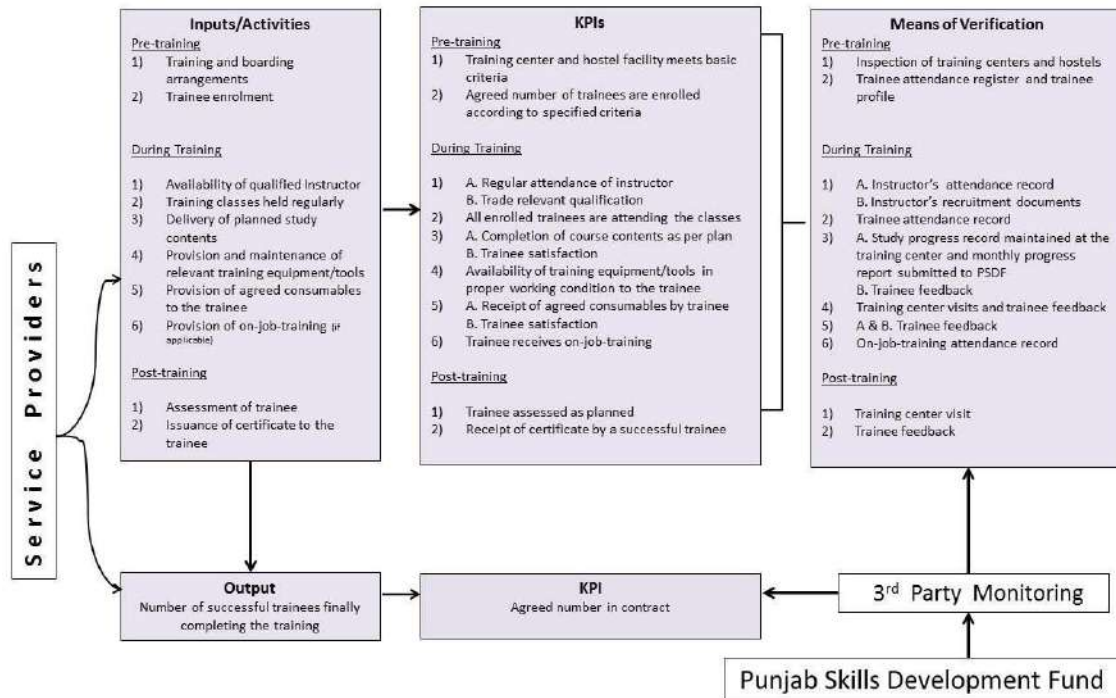 Service Providers
Inputs/Activities
Pre-training
1) Training and boarding
arrangements
2) Trainee enrolment
During Training
1) Availability of qualified Instructor
2) Training classes held regularly
3) Delivery of planned study
contents
4) Provision and maintenance of
relevant training equipment/tools
5) Provision of agreed consumables
to the trainee
6) Provision of on-job-training (if
applicable)
Post-training
1) Assessment of trainee
2) Issuance of certificate to the
trainee
KPIs
Pre-training
1) Training center and hostel facility meets basic
criteria
2) Agreed number of trainees are enrolled
according to specified criteria
During Training
1) A. Regular attendance of instructor
B. Trade relevant qualification
2) All enrolled trainees are attending the classes
3) A. Completion of course contents as per plan
B. Trainee satisfaction
4) Availability of training equipment/tools in
proper working condition to the trainee
5) A. Receipt of agreed consumables by trainee
B. Trainee satisfaction
6) Trainee receives on-job-training
Post-training
1) Trainee assessed as planned
2) Receipt of certificate by a successful trainee
Means of Verification
Pre-training
1) Inspection of training centers and hostels
2) Trainee attendance register and trainee
profile
During Training
1) A. Instructor's attendance record
B. Instructor's recruitment documents
2) Trainee attendance record
3) A. Study progress record maintained at the
training center and monthly progress
report submitted to PSDF
B. Trainee feedback
4) Training center visits and trainee feedback
5) A & B. Trainee feedback
6) On-job-training attendance record
Post-training
1) Training center visit
2) Trainee feedback
Output
Number of successful trainees finally
completing the training
KPI
Agreed number in contract
3rd Party Monitoring
Punjab Skills Development Fund